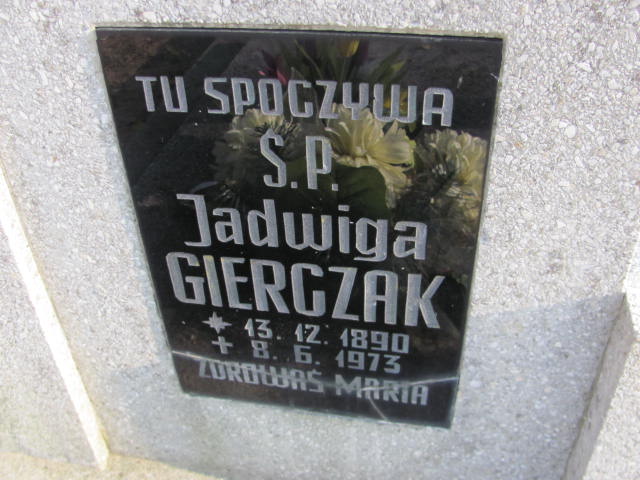 TU SPOCZYWA
Ś.P.
Jadwiga
GIERCZAK
* 13. 12. 1890
+ 8. 6. 1973
ZDROWAŚ MARIA